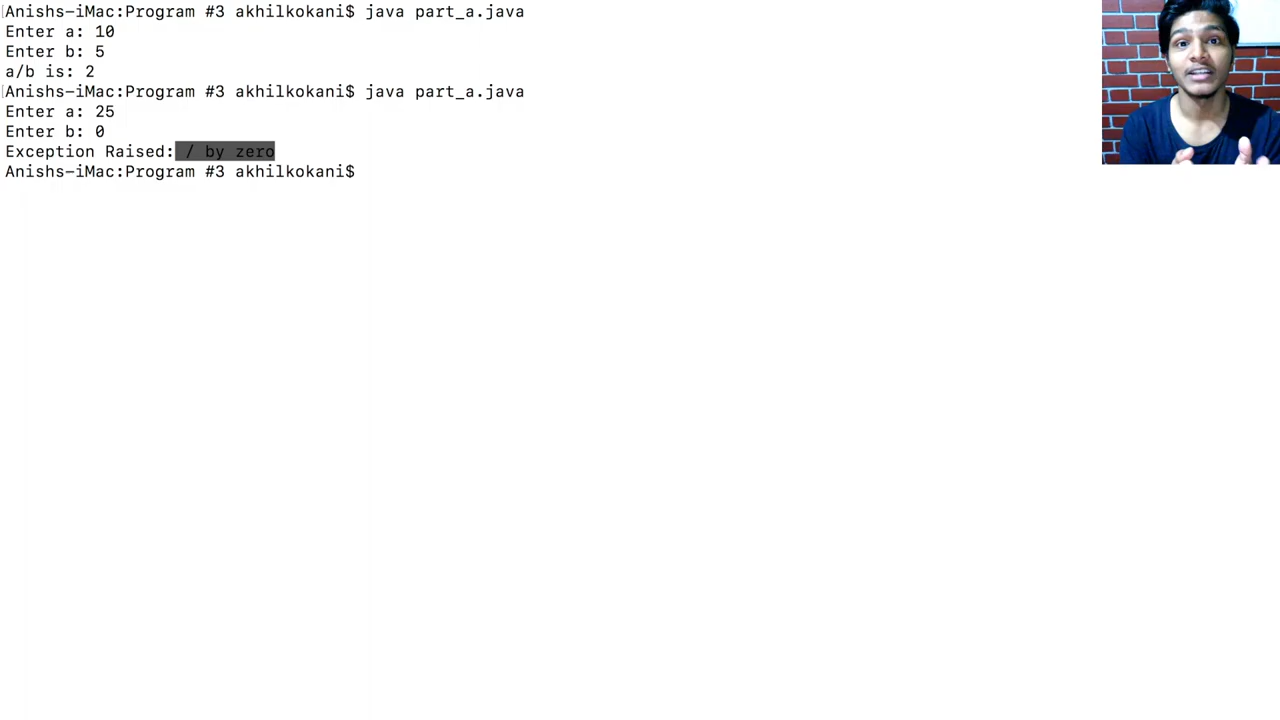 Anishs-iMac:Program #3 akhilkokani$ java part_a.java
Enter a: 10
Enter b: 5
a/b is: 2
Anishs-iMac:Program #3 akhilkokani$ java part_a.java
Enter a: 25
Enter b: 0
Exception Raised: / by zero
Anishs-iMac:Program #3 akhilkokani$